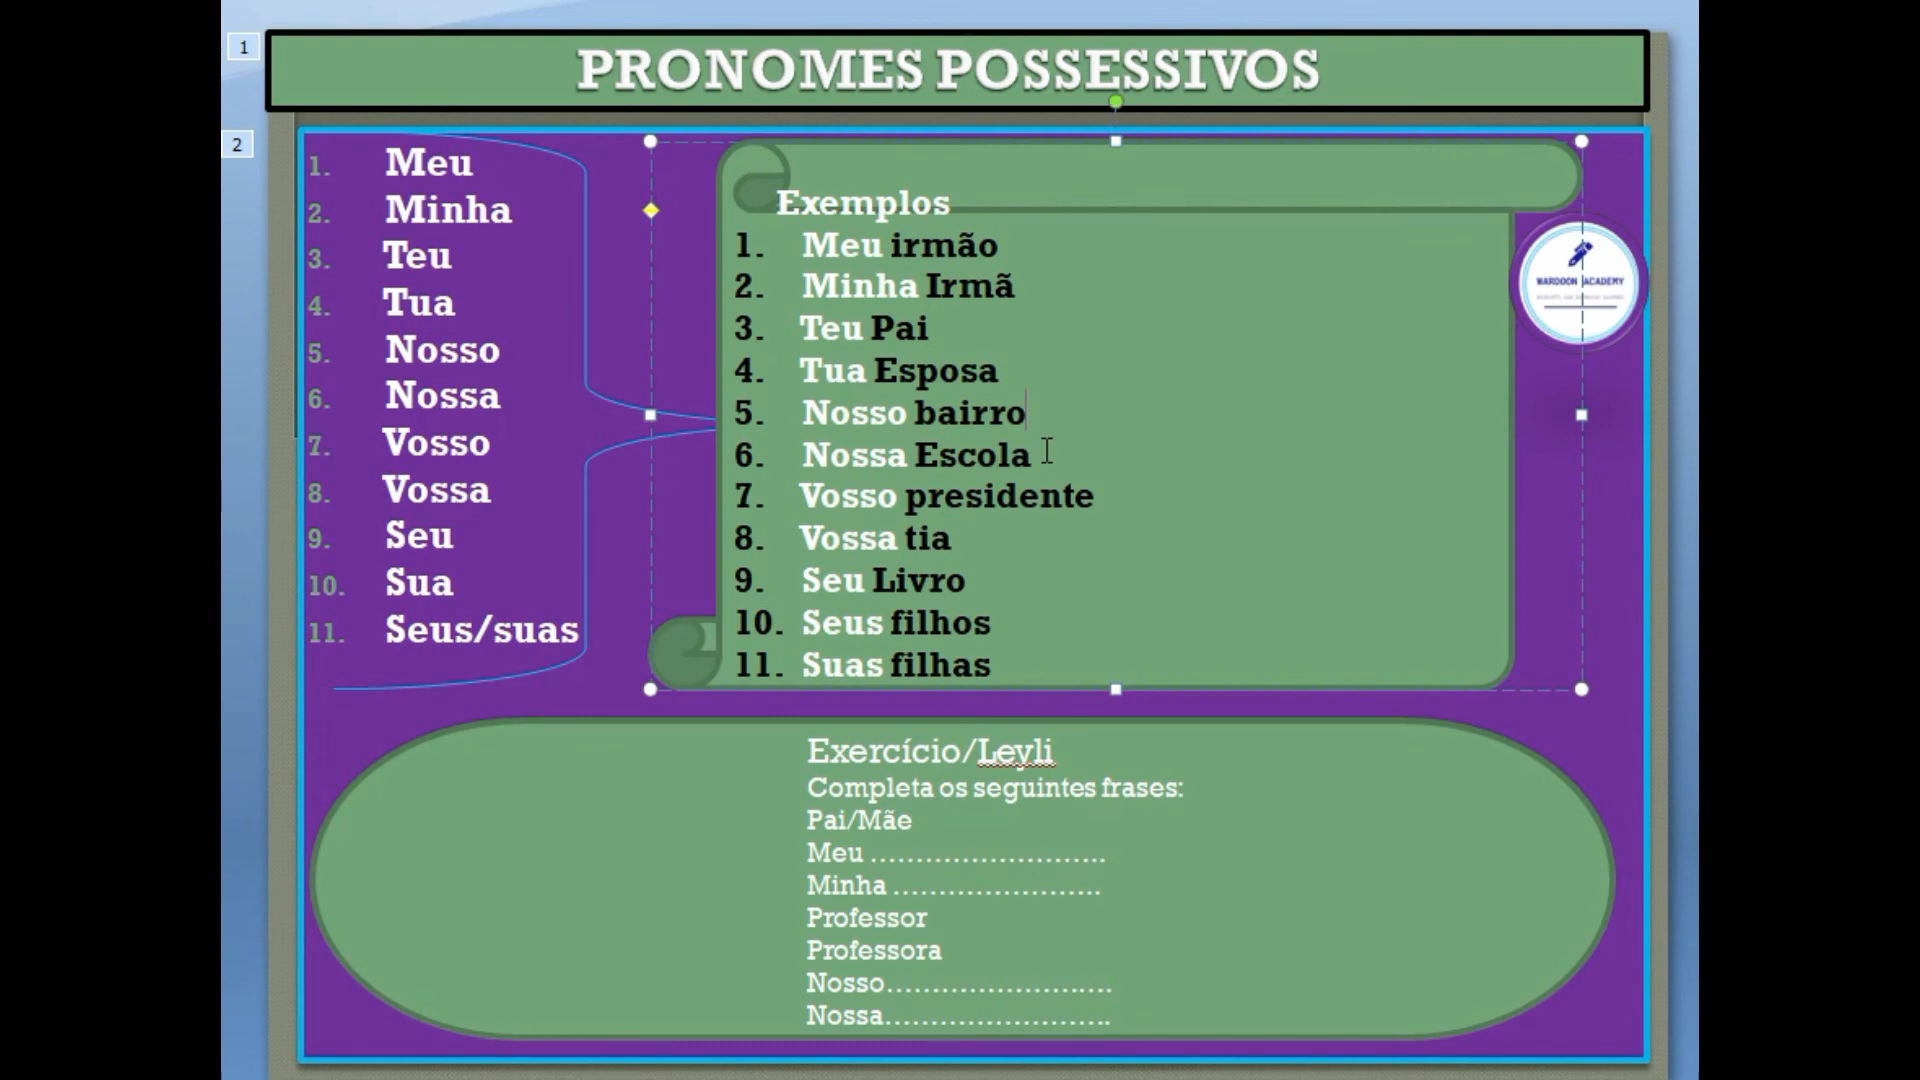 1
PRONOMES POSSESSIVOS
2
1. Meu
2. Minha
3. Teu
4. Tua
5. Nosso
6. Nossa
7. Vosso
8. Vossa
9. Seu
10. Sua
11. Seus/suas
Exemplos
1. Meu irmão
2. Minha Irmã
3. Teu Pai
4. Tua Esposa
5. Nosso bairro
6. Nossa Escola
7. Vosso presidente
8. Vossa tia
9. Seu Livro
10. Seus filhos
11. Suas filhas
WARDOON ACADEMY
Exercício/Leyli
Completa os seguintes frases:
Pai/Mãe
Meu ……………………..
Minha …………………..
Professor
Professora
Nosso…………………….
Nossa…………………….